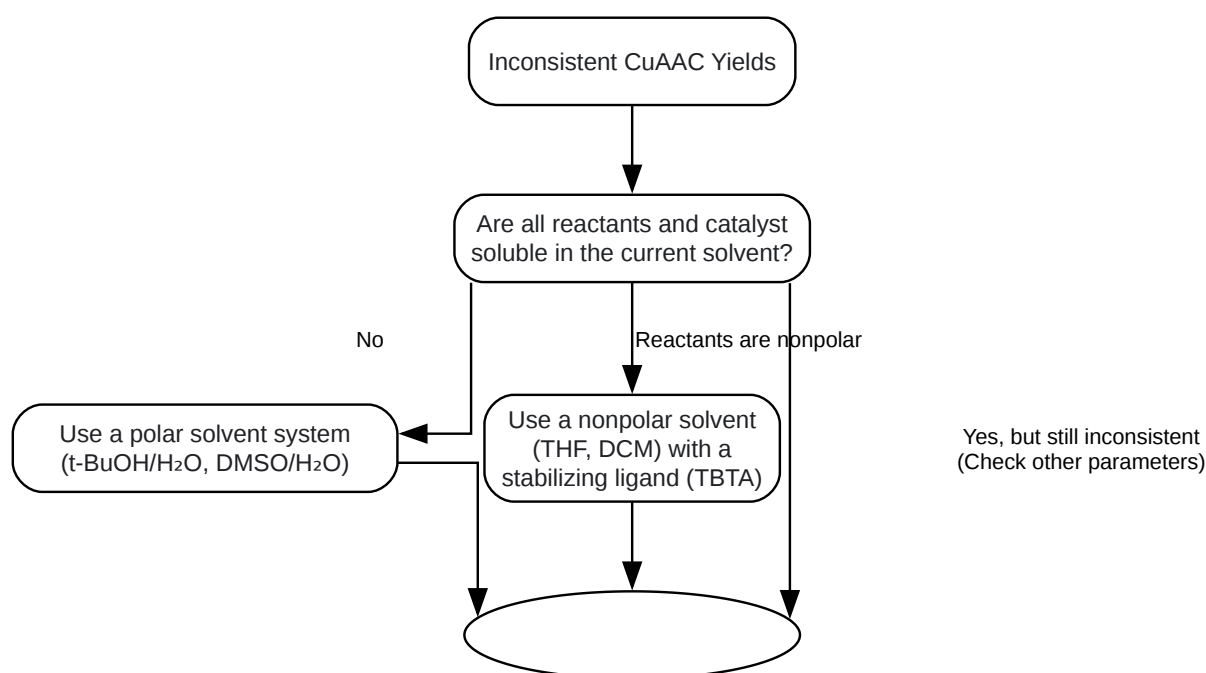 Inconsistent CuAAC Yields
Are all reactants and catalyst
soluble in the current solvent?
No
Reactants are nonpolar
Use a polar solvent system
(t-BuOH/H₂O, DMSO/H₂O)
Use a nonpolar solvent
(THF, DCM) with a
stabilizing ligand (TBTA)
Yes, but still inconsistent
(Check other parameters)